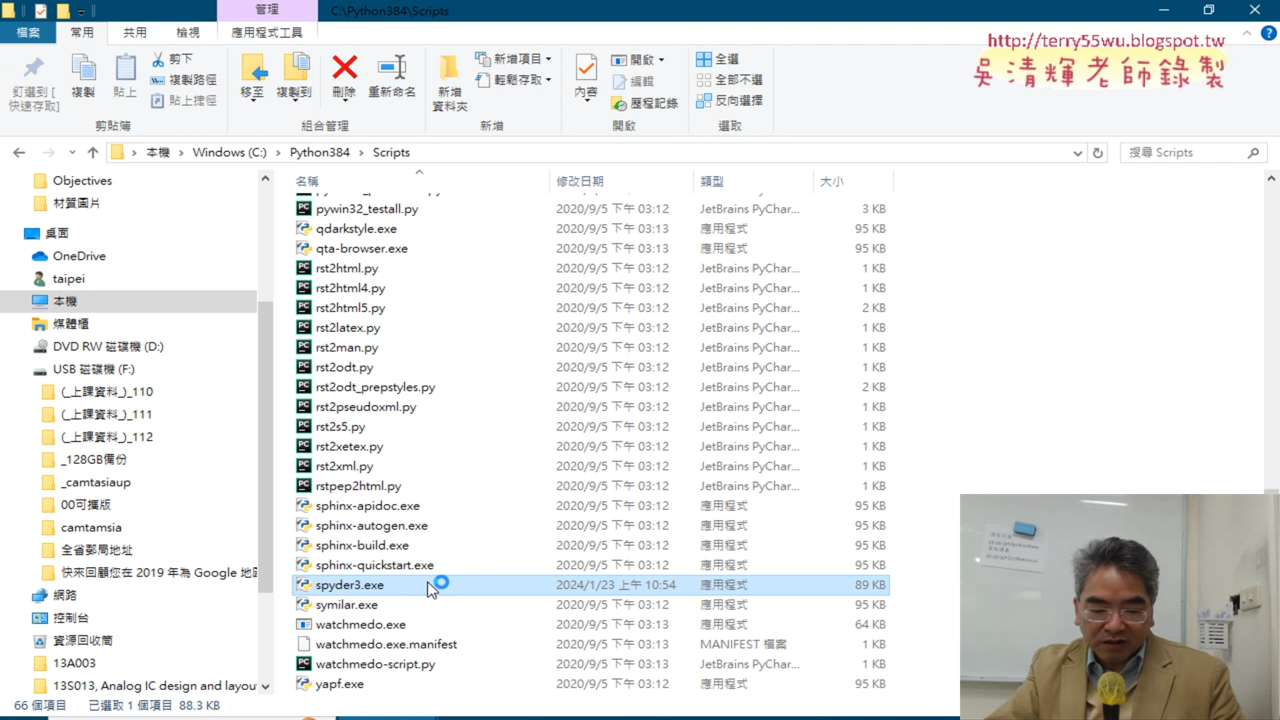 管理
C:\Python384\Scripts
檔案
常用
共用
檢視
應用程式工具
http://terry55wu.blogspot.tw
吳清輝老師錄製
釘選到 [快速存取]
複製
貼上
剪下
複製路徑
貼上捷徑
剪貼簿
移至
複製到
刪除
重新命名
組合管理
新增資料夾
新增項目
輕鬆存取
新增
內容
開啟
編輯
歷程記錄
開啟
全選
全部不選
反向選擇
選取
本機 Windows (C:) Python384 Scripts
搜尋 Scripts
Objectives
材質圖片
桌面
OneDrive
taipei
本機
媒體櫃
DVD RW 磁碟機 (D:)
USB 磁碟機 (F:)
(_上課資料)_110
(_上課資料)_111
(_上課資料)_112
_128GB備份
_camtasiaup
00可攜版
camtamsia
全省郵局地址
快來回顧您在 2019 年為 Google 地
網路
控制台
資源回收筒
13A003
13S013, Analog IC design and layou
名稱 修改日期 類型 大小
pywin32_testall.py 2020/9/5 下午 03:12 JetBrains PyChar... 3 KB
qdarkstyle.exe 2020/9/5 下午 03:13 應用程式 95 KB
qta-browser.exe 2020/9/5 下午 03:13 應用程式 95 KB
rst2html.py 2020/9/5 下午 03:12 JetBrains PyChar... 1 KB
rst2html4.py 2020/9/5 下午 03:12 JetBrains PyChar... 1 KB
rst2html5.py 2020/9/5 下午 03:12 JetBrains PyChar... 2 KB
rst2latex.py 2020/9/5 下午 03:12 JetBrains PyChar... 1 KB
rst2man.py 2020/9/5 下午 03:12 JetBrains PyChar... 1 KB
rst2odt.py 2020/9/5 下午 03:12 JetBrains PyChar... 1 KB
rst2odt_prepstyles.py 2020/9/5 下午 03:12 JetBrains PyChar... 2 KB
rst2pseudoxml.py 2020/9/5 下午 03:12 JetBrains PyChar... 1 KB
rst2s5.py 2020/9/5 下午 03:12 JetBrains PyChar... 1 KB
rst2xetex.py 2020/9/5 下午 03:12 JetBrains PyChar... 1 KB
rst2xml.py 2020/9/5 下午 03:12 JetBrains PyChar... 1 KB
rstpep2html.py 2020/9/5 下午 03:12 JetBrains PyChar... 1 KB
sphinx-apidoc.exe 2020/9/5 下午 03:12 應用程式 95 KB
sphinx-autogen.exe 2020/9/5 下午 03:12 應用程式 95 KB
sphinx-build.exe 2020/9/5 下午 03:12 應用程式 95 KB
sphinx-quickstart.exe 2020/9/5 下午 03:12 應用程式 95 KB
spyder3.exe 2024/1/23 上午 10:54 應用程式 89 KB
symilar.exe 2020/9/5 下午 03:12 應用程式 95 KB
watchmedo.exe 2020/9/5 下午 03:13 應用程式 64 KB
watchmedo.exe.manifest 2020/9/5 下午 03:13 MANIFEST 檔案 1 KB
watchmedo-script.py 2020/9/5 下午 03:13 JetBrains PyChar... 1 KB
yapf.exe 2020/9/5 下午 03:12 應用程式 95 KB
66 個項目 已選取 1 個項目 88.3 KB